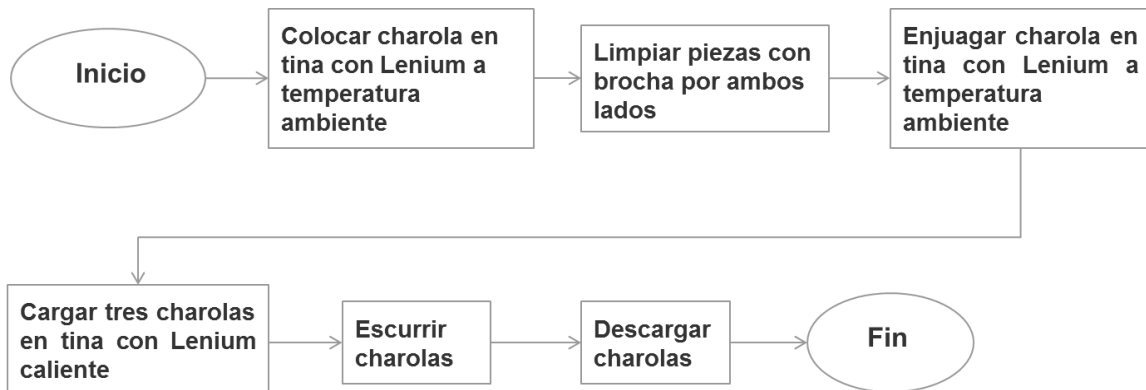 Inicio
Colocar charola en
tina con Lenium a
temperatura
ambiente
Limpiar piezas con
brocha por ambos
lados
Enjuagar charola en
tina con Lenium a
temperatura
ambiente
Cargar tres charolas
en tina con Lenium
caliente
Escurrir
charolas
Descargar
charolas
Fin